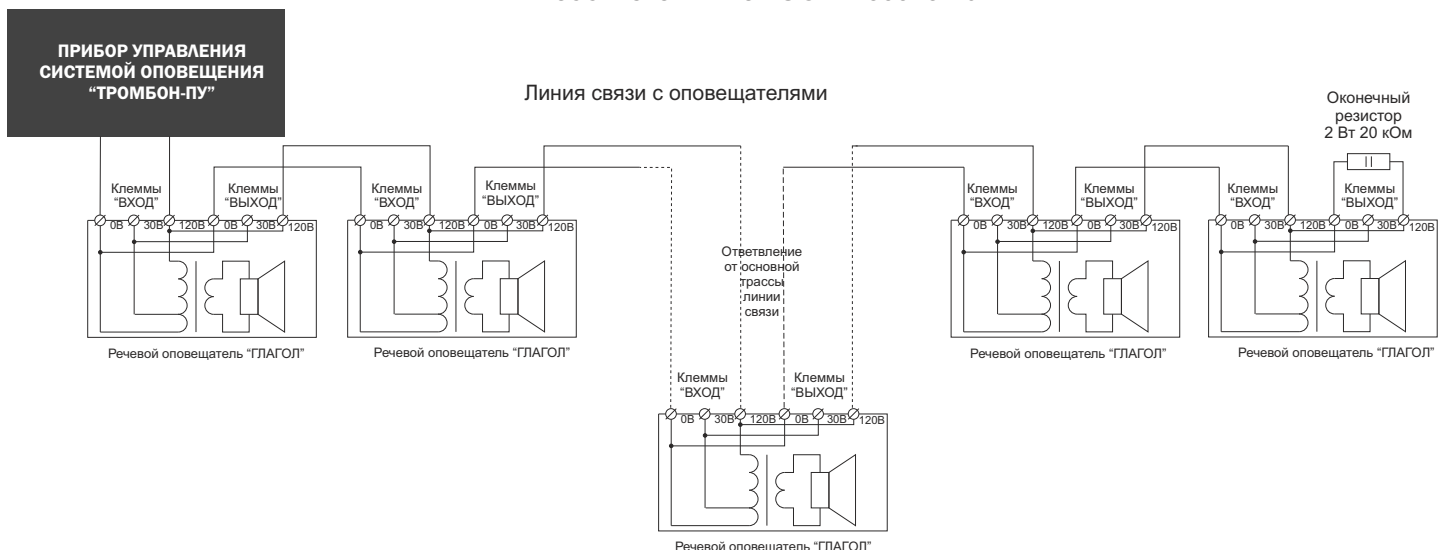 ПРИБОР УПРАВЛЕНИЯ
СИСТЕМОЙ ОПОВЕЩЕНИЯ
“ТРОМБОН-ПУ”
Линия связи с оповещателями
Оконечный
резистор
2 Вт 20 кОм
Клеммы
“ВХОД”
Клеммы
“ВЫХОД”
0В 30В 120В 0В 30В 120В
Речевой оповещатель “ГЛАГОЛ”
Клеммы
“ВХОД”
Клеммы
“ВЫХОД”
0В 30В 120В 0В 30В 120В
Речевой оповещатель “ГЛАГОЛ”
Ответвление
от основной
трассы
линии
связи
Клеммы
“ВХОД”
Клеммы
“ВЫХОД”
0В 30В 120В 0В 30В 120В
Речевой оповещатель “ГЛАГОЛ”
Клеммы
“ВХОД”
Клеммы
“ВЫХОД”
0В 30В 120В 0В 30В 120В
Речевой оповещатель “ГЛАГОЛ”
Клеммы
“ВХОД”
Клеммы
“ВЫХОД”
0В 30В 120В 0В 30В 120В
Речевой оповещатель “ГЛАГОЛ”